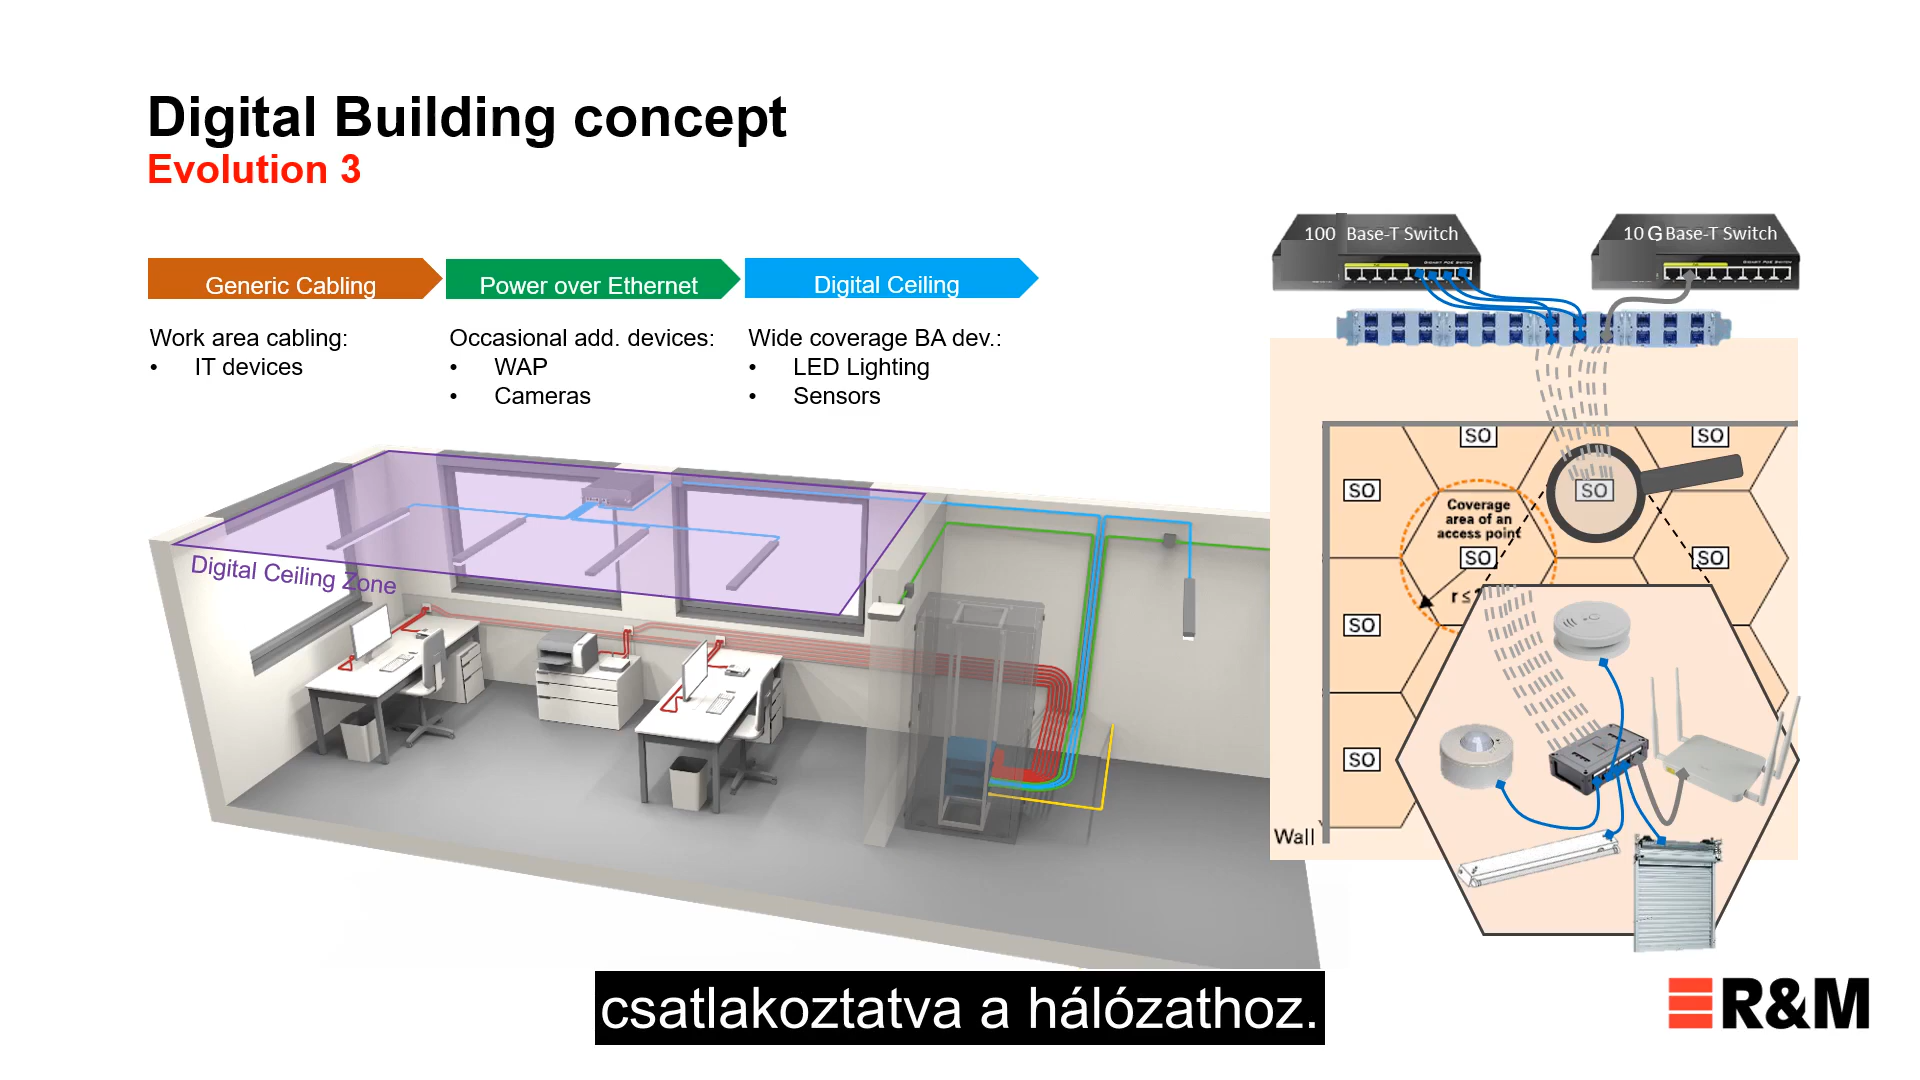 Digital Building concept
Evolution 3
Generic Cabling
Power over Ethernet
Digital Ceiling
Work area cabling:
• IT devices
Occasional add. devices:
• WAP
• Cameras
Wide coverage BA dev.:
• LED Lighting
• Sensors
Digital Ceiling Zone
100 Base-T Switch
10 G Base-T Switch
SO
SO
SO
SO
Coverage
area of an
access point
SO
SO
r ≤
SO
SO
Wall
csatlakoztatva a hálózathoz.
R&M